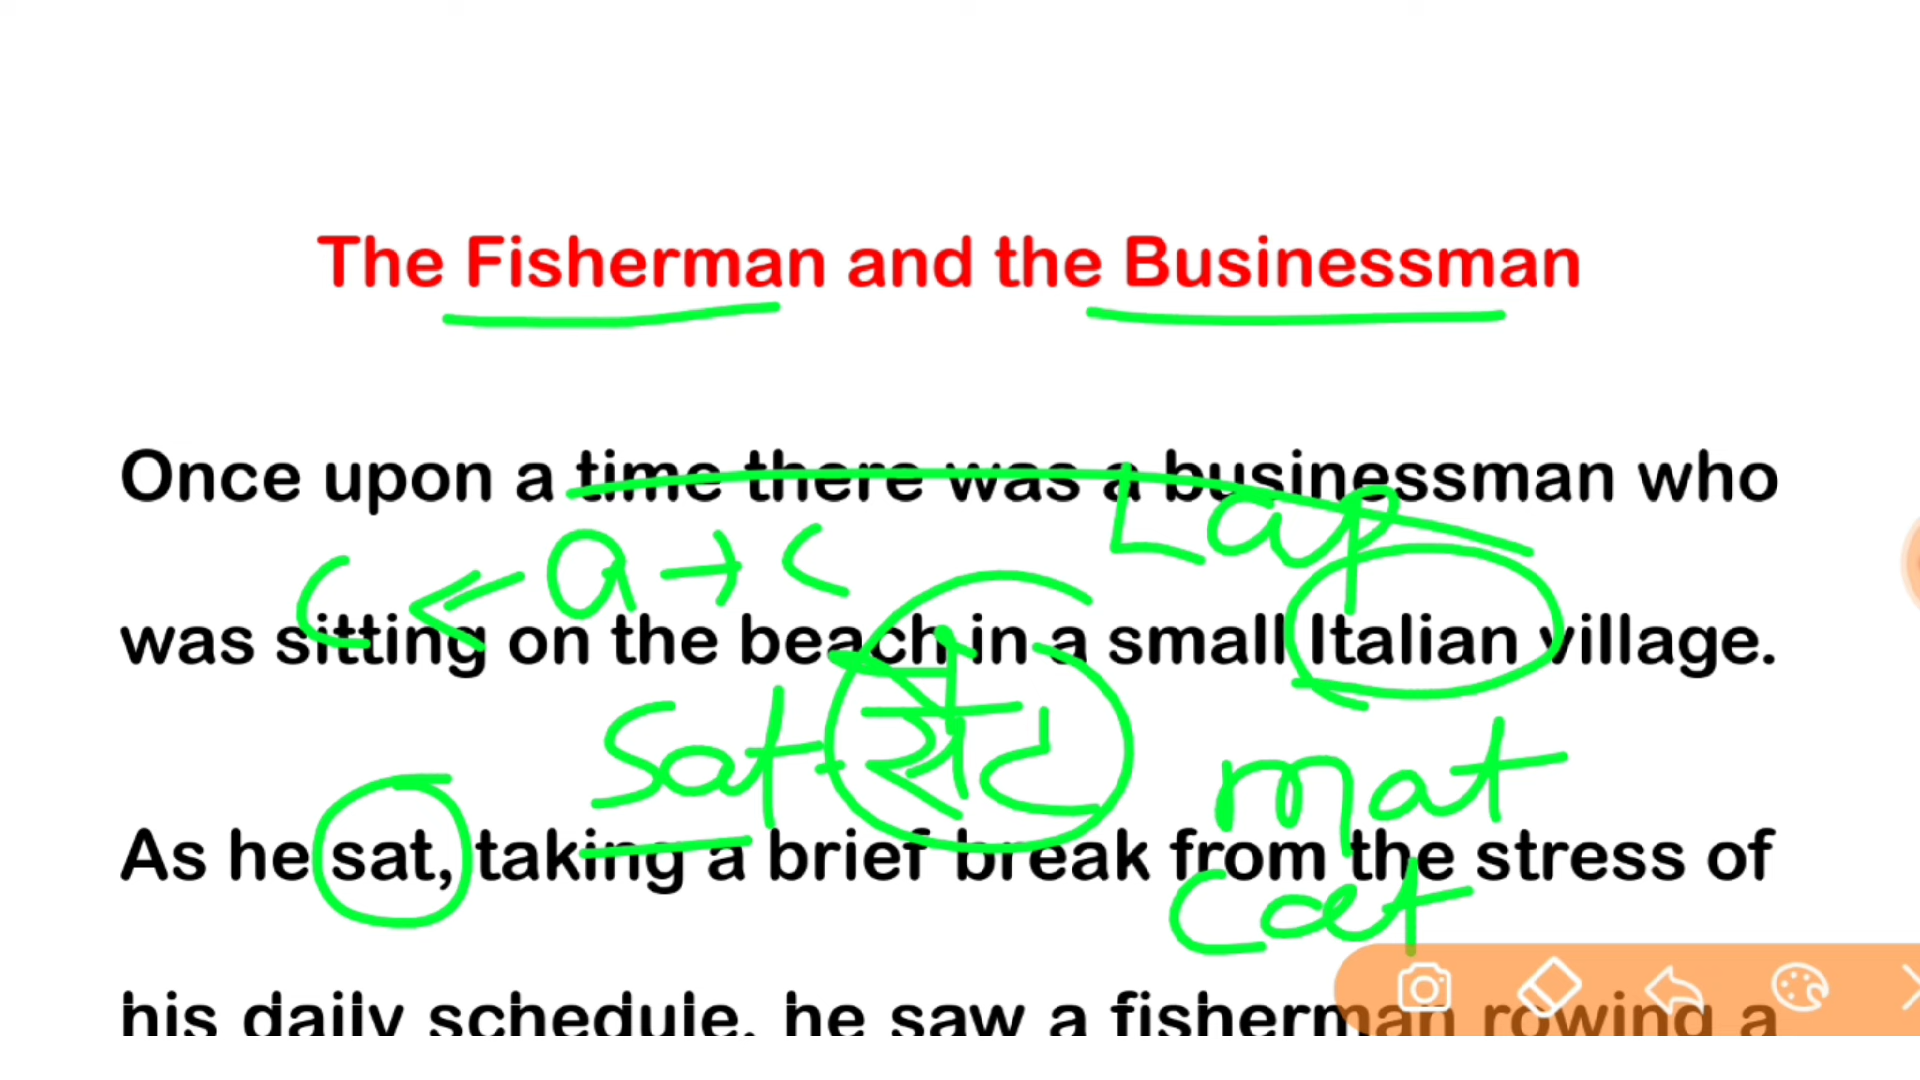 The Fisherman and the Businessman
Once upon a time there was a businessman who
Lap
C a C
was sitting on the beach in a small Italian village.
Sat सैट
mat
As he sat, taking a brief break from the stress of
cat
his daily schedule, he saw a fisherman rowing a